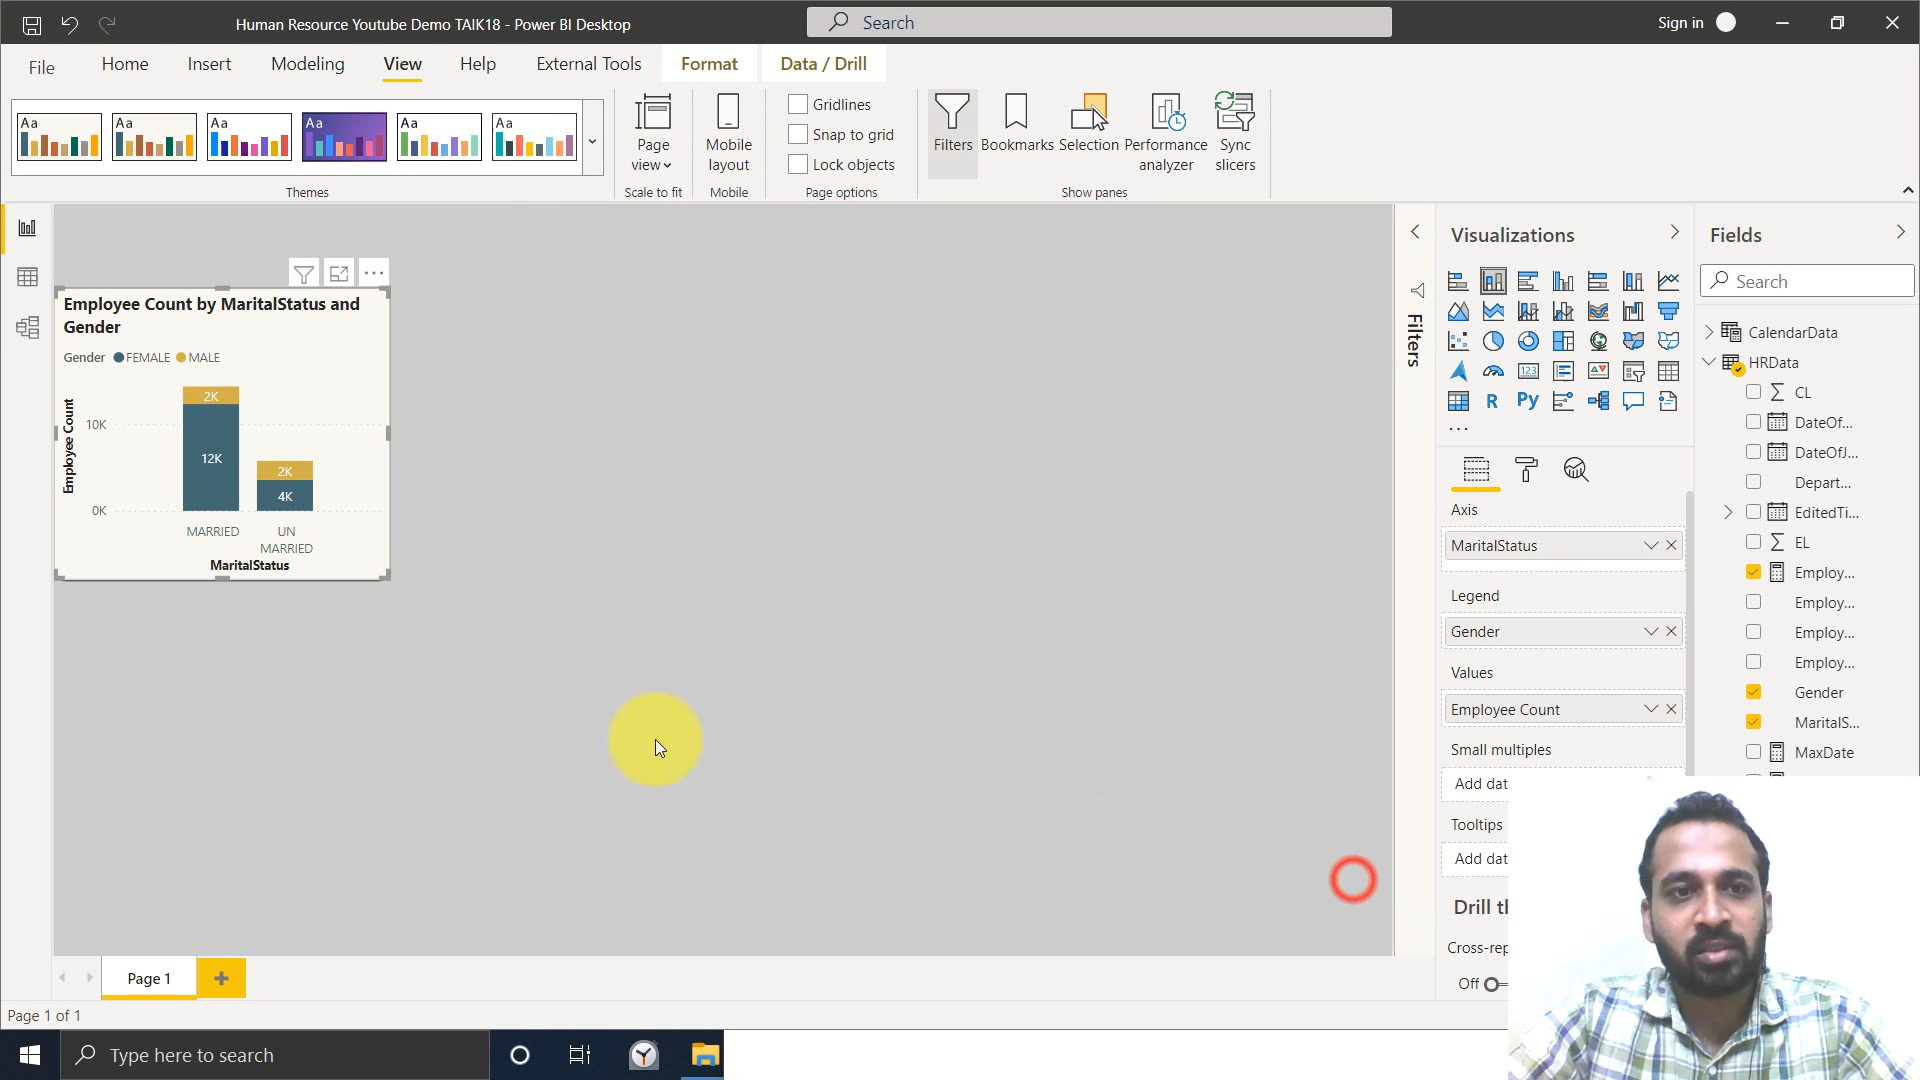 Human Resource Youtube Demo TAIK18 - Power BI Desktop
Search
Sign in
File
Home
Insert
Modeling
View
Help
External Tools
Format
Data / Drill
Aa
Aa
Aa
Aa
Aa
Aa
Themes
Page
view
Scale to fit
Mobile
layout
Mobile
Gridlines
Snap to grid
Lock objects
Page options
Filters
Bookmarks
Selection
Performance
analyzer
Sync
slicers
Show panes
Employee Count by MaritalStatus and
Gender
Gender FEMALE MALE
Employee Count
10K
0K
2K
12K
2K
4K
MARRIED
UN
MARRIED
MaritalStatus
Filters
Visualizations
123
R
Py
Axis
MaritalStatus
Legend
Gender
Values
Employee Count
Small multiples
Add dat
Tooltips
Add dat
Drill th
Cross-rep
Off
Fields
Search
CalendarData
HRData
CL
DateOf...
DateOfJ...
Depart...
EditedTi...
EL
Employ...
Employ...
Employ...
Employ...
Gender
MaritalS...
MaxDate
Page 1
Page 1 of 1
Type here to search